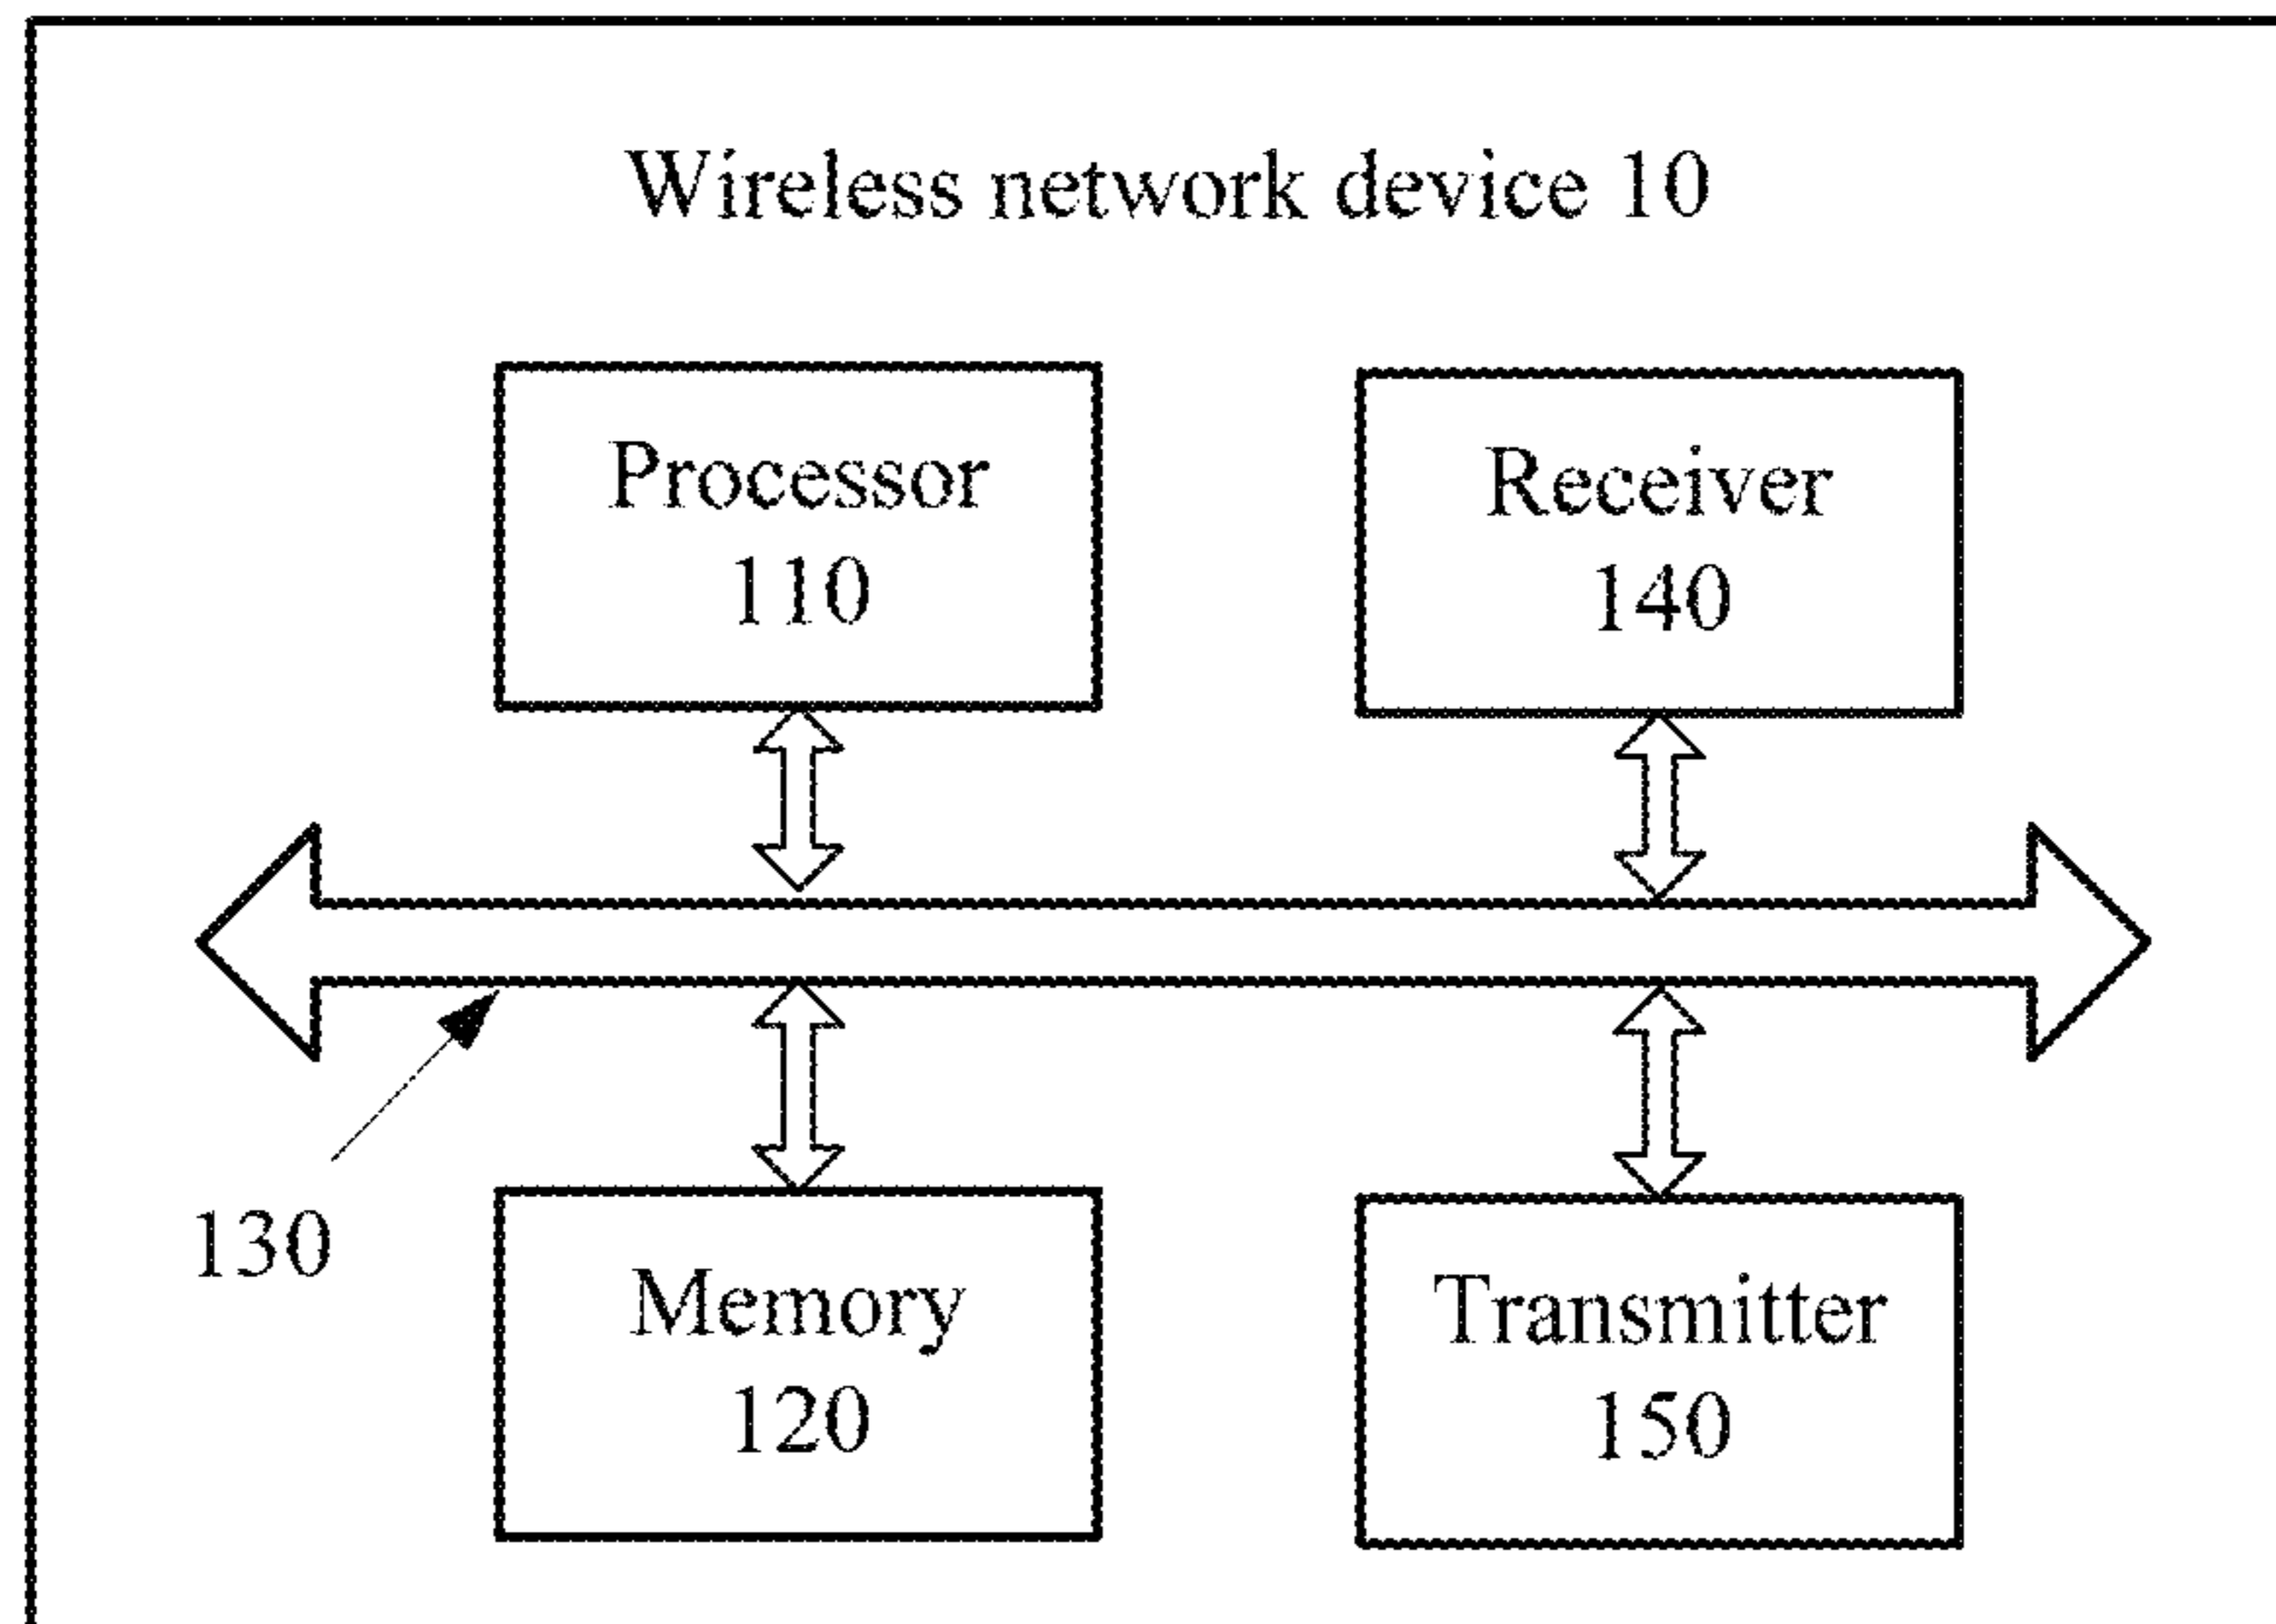 Wireless network device 10
Processor
110
Receiver
140
130
Memory
120
Transmitter
150